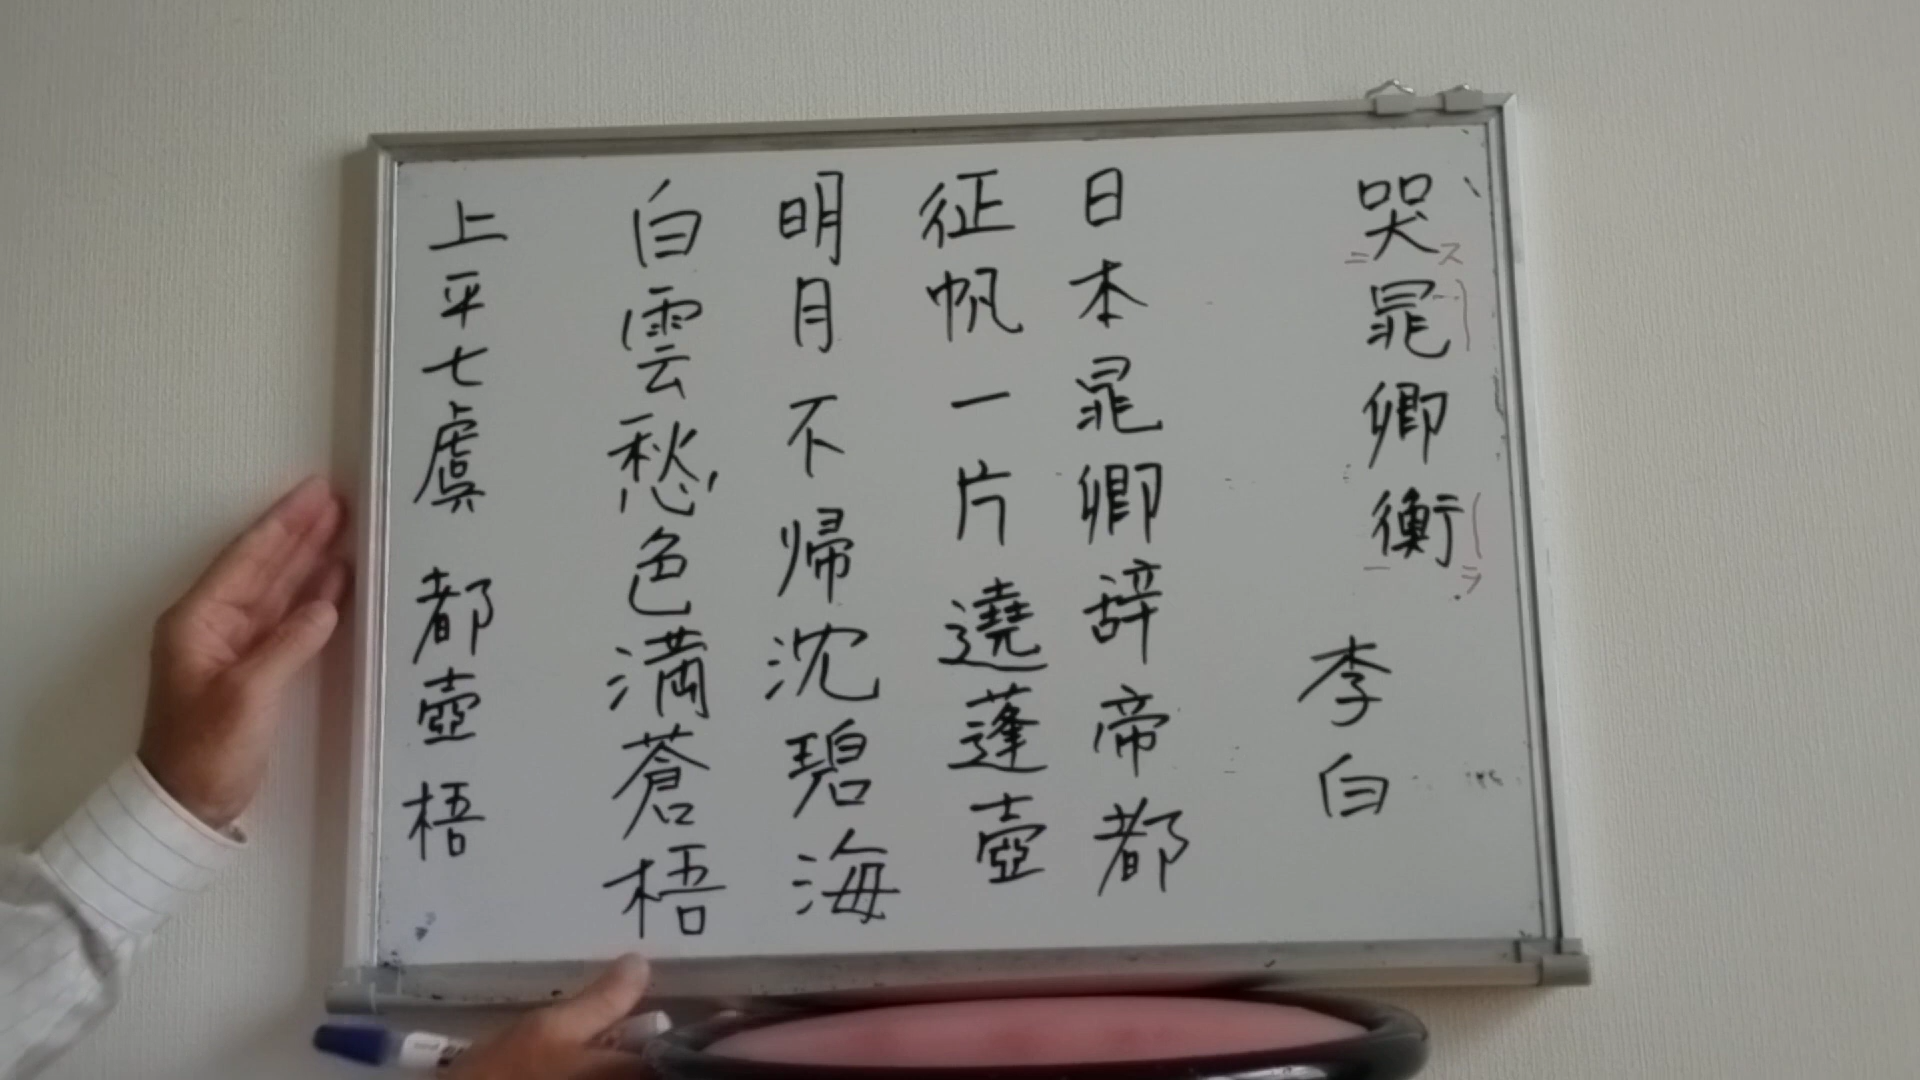 哭晁卿衡 李白
日本晁卿辞帝都
征帆一片遶蓬壺
明月不帰沈碧海
白雲愁色満蒼梧
上平七虞 都壺梧